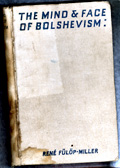 THE MIND & FACE
OF BOLSHEVISM:
RENÉ FÜLÖP-MILLER